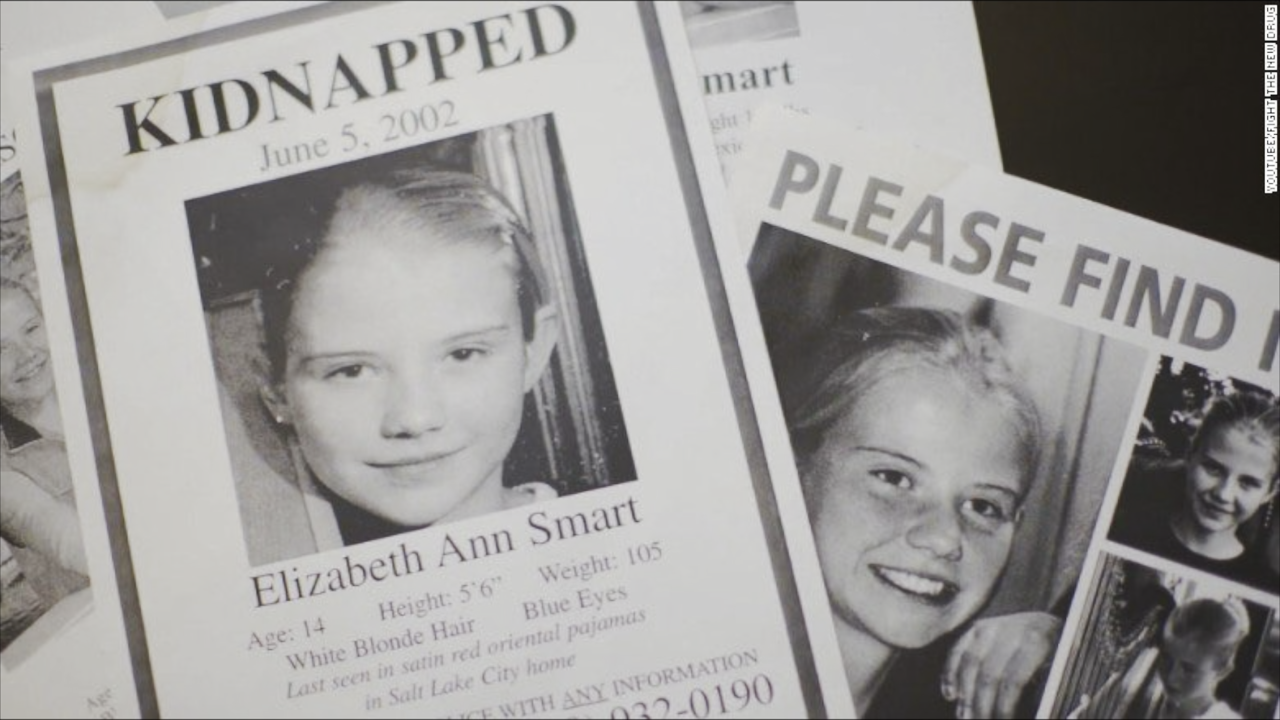 KIDNAPPED
June 5, 2002
Elizabeth Ann Smart
Age: 14 Height: 5'6" Weight: 105
White Blonde Hair Blue Eyes
Last seen in satin red oriental pajamas
in Salt Lake City home
WITH ANY INFORMATION
932-0190
mart
PLEASE FIND
Age
YOUTUBE/FIGHT THE NEW DRUG